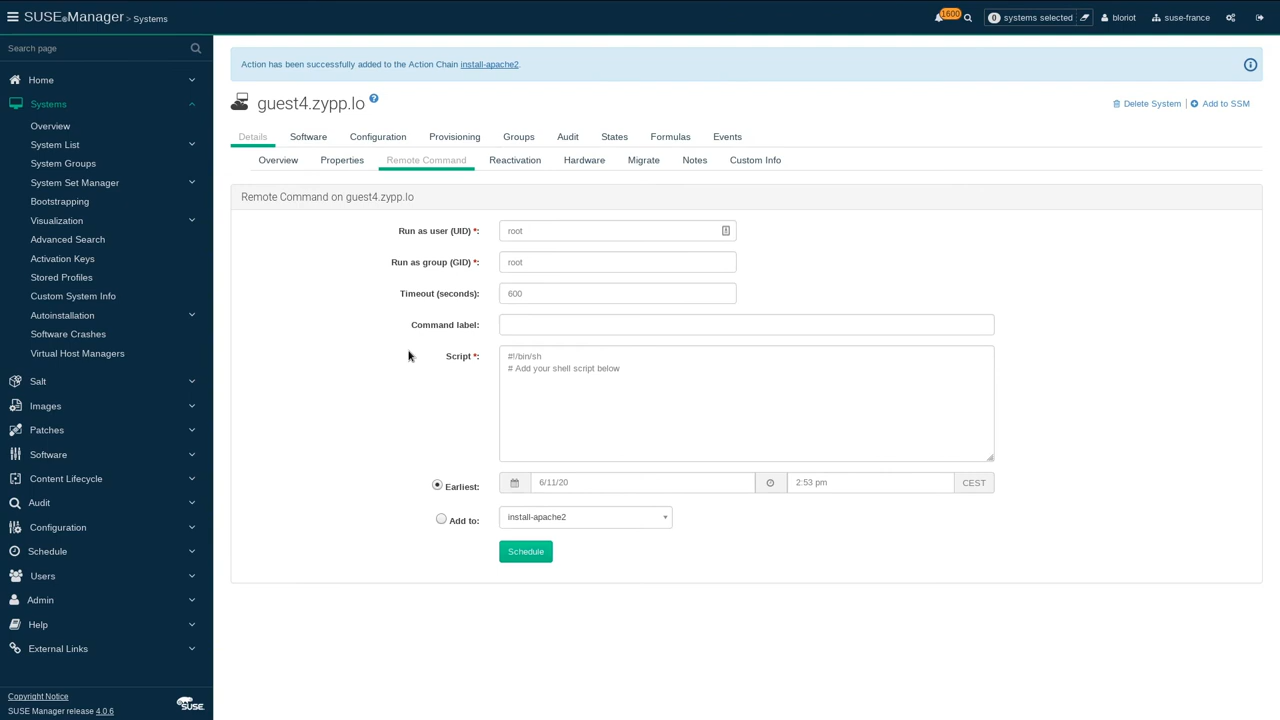 SUSE®Manager > Systems
1600
0 systems selected
bloriot
suse-france
Search page
Home
Systems
Overview
System List
System Groups
System Set Manager
Bootstrapping
Visualization
Advanced Search
Activation Keys
Stored Profiles
Custom System Info
Autoinstallation
Software Crashes
Virtual Host Managers
Salt
Images
Patches
Software
Content Lifecycle
Audit
Configuration
Schedule
Users
Admin
Help
External Links
Copyright Notice
SUSE Manager release 4.0.6
SUSE
Action has been successfully added to the Action Chain install-apache2.
guest4.zypp.lo ?
Delete System | Add to SSM
Details Software Configuration Provisioning Groups Audit States Formulas Events
Overview Properties Remote Command Reactivation Hardware Migrate Notes Custom Info
Remote Command on guest4.zypp.lo
Run as user (UID) *: root
Run as group (GID) *: root
Timeout (seconds): 600
Command label:
Script *: #!/bin/sh
# Add your shell script below
Earliest: 6/11/20 2:53 pm CEST
Add to: install-apache2
Schedule